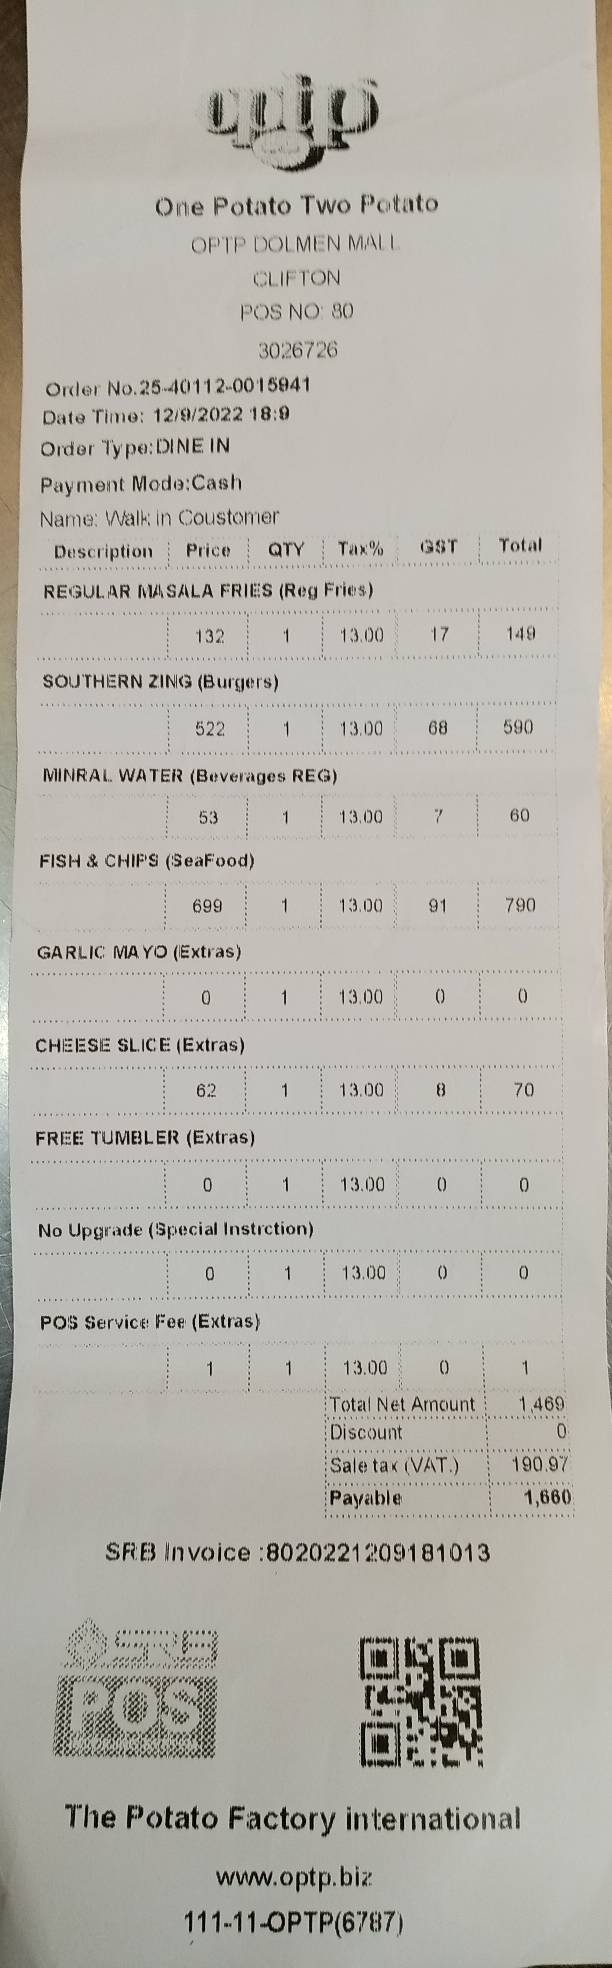 optp
One Potato Two Potato
OPTP DOLMEN MALL
CLIFTON
POS NO: 80
3026726
Order No.25-40112-0015941
Date Time: 12/9/2022 18:9
Order Type:DINE IN
Payment Mode:Cash
Name: Walk in Coustomer
Description Price QTY Tax% GST Total
REGULAR MASALA FRIES (Reg Fries)
132 1 13.00 17 149
SOUTHERN ZING (Burgers)
522 1 13.00 68 590
MINRAL WATER (Beverages REG)
53 1 13.00 7 60
FISH & CHIPS (SeaFood)
699 1 13.00 91 790
GARLIC MAYO (Extras)
0 1 13.00 0 0
CHEESE SLICE (Extras)
62 1 13.00 8 70
FREE TUMBLER (Extras)
0 1 13.00 0 0
No Upgrade (Special Instrction)
0 1 13.00 0 0
POS Service Fee (Extras)
1 1 13.00 0 1
Total Net Amount 1,469
Discount 0
Sale tax (VAT.) 190.97
Payable 1,660
SRB Invoice :8020221209181013
SRB
POS
The Potato Factory international
www.optp.biz
111-11-OPTP(6787)